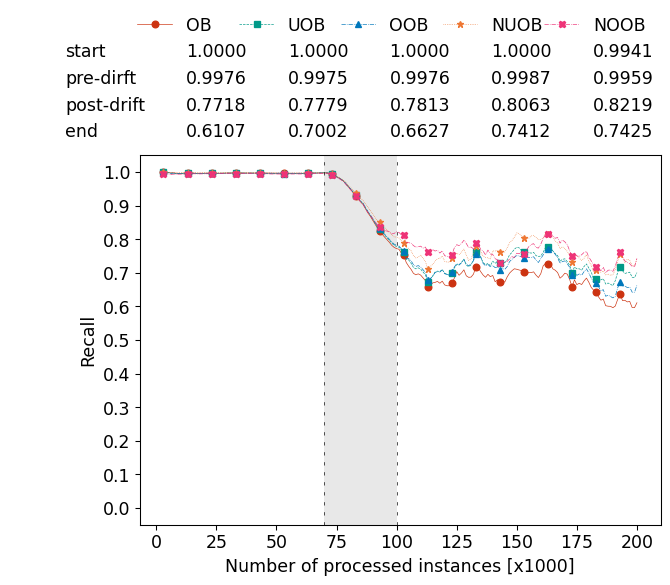 OB UOB OOB NUOB NOOB
start 1.0000 1.0000 1.0000 1.0000 0.9941
pre-dirft 0.9976 0.9975 0.9976 0.9987 0.9959
post-drift 0.7718 0.7779 0.7813 0.8063 0.8219
end 0.6107 0.7002 0.6627 0.7412 0.7425
1.0
0.9
0.8
0.7
0.6
0.5
0.4
0.3
0.2
0.1
0.0
Recall
0 25 50 75 100 125 150 175 200
Number of processed instances [x1000]